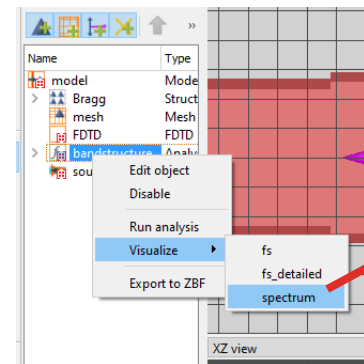 »
Name Type
model Mode
Bragg Struct
mesh Mesh
FDTD FDTD
bandstructure Analy
sou
Edit object
Disable
Run analysis
Visualize
fs
fs_detailed
Export to ZBF
spectrum
XZ view